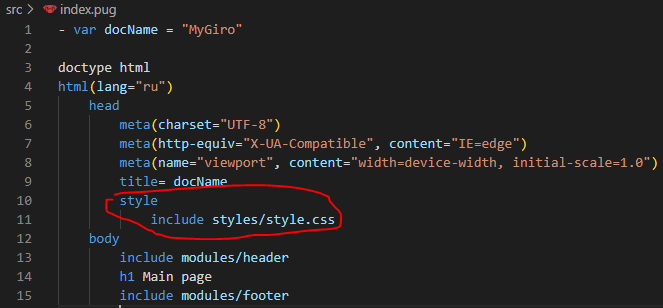 src > index.pug
1 - var docName = "MyGiro"
2
3 doctype html
4 html(lang="ru")
5 head
6 meta(charset="UTF-8")
7 meta(http-equiv="X-UA-Compatible", content="IE=edge")
8 meta(name="viewport", content="width=device-width, initial-scale=1.0")
9 title= docName
10 style
11 include styles/style.css
12 body
13 include modules/header
14 h1 Main page
15 include modules/footer